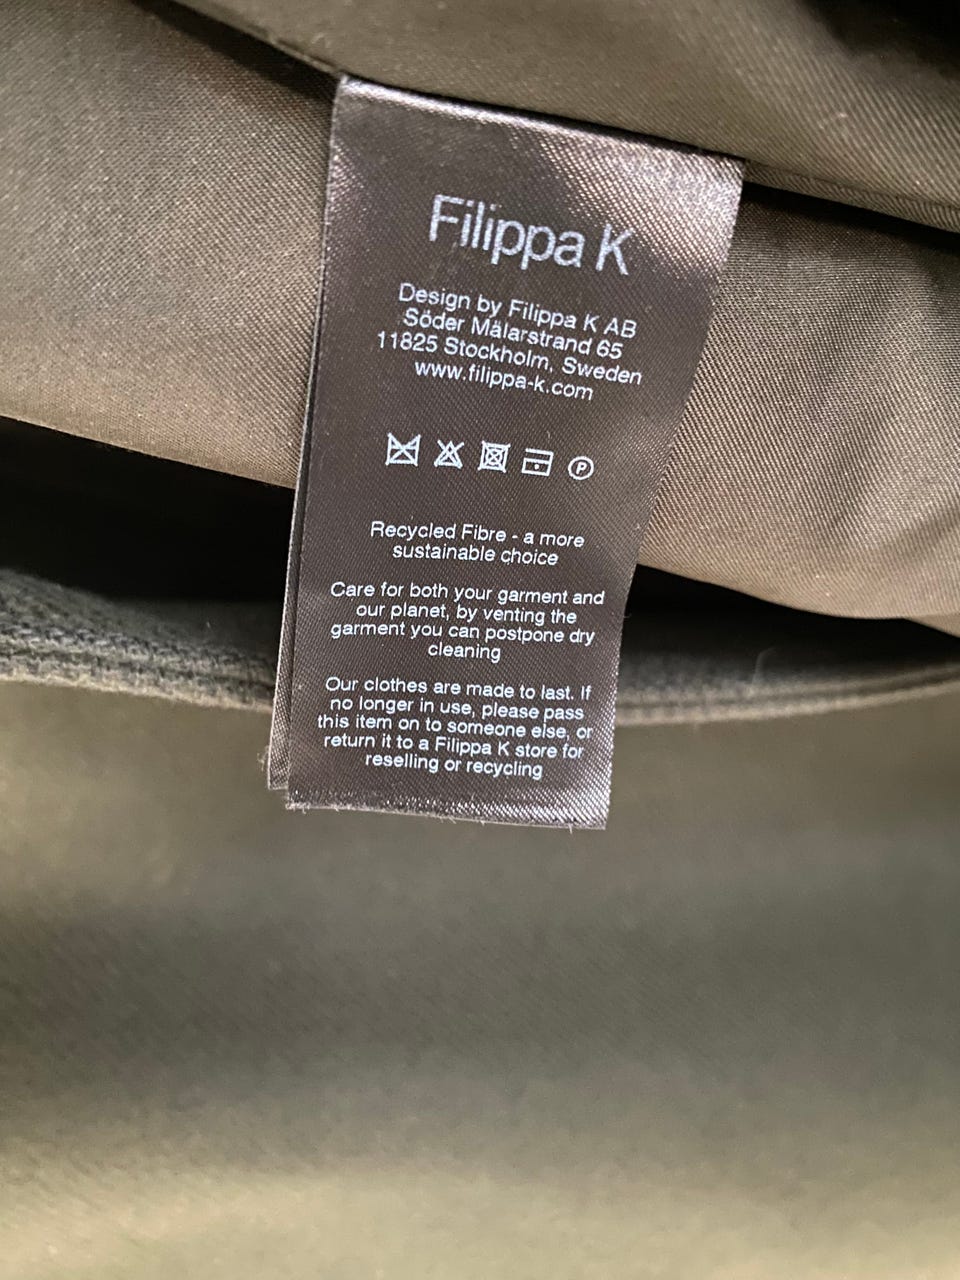 Filippa K
Design by Filippa K AB
Söder Mälarstrand 65
11825 Stockholm, Sweden
www.filippa-k.com
P
Recycled Fibre - a more
sustainable choice
Care for both your garment and
our planet, by venting the
garment you can postpone dry
cleaning
Our clothes are made to last. If
no longer in use, please pass
this item on to someone else, or
return it to a Filippa K store for
reselling or recycling